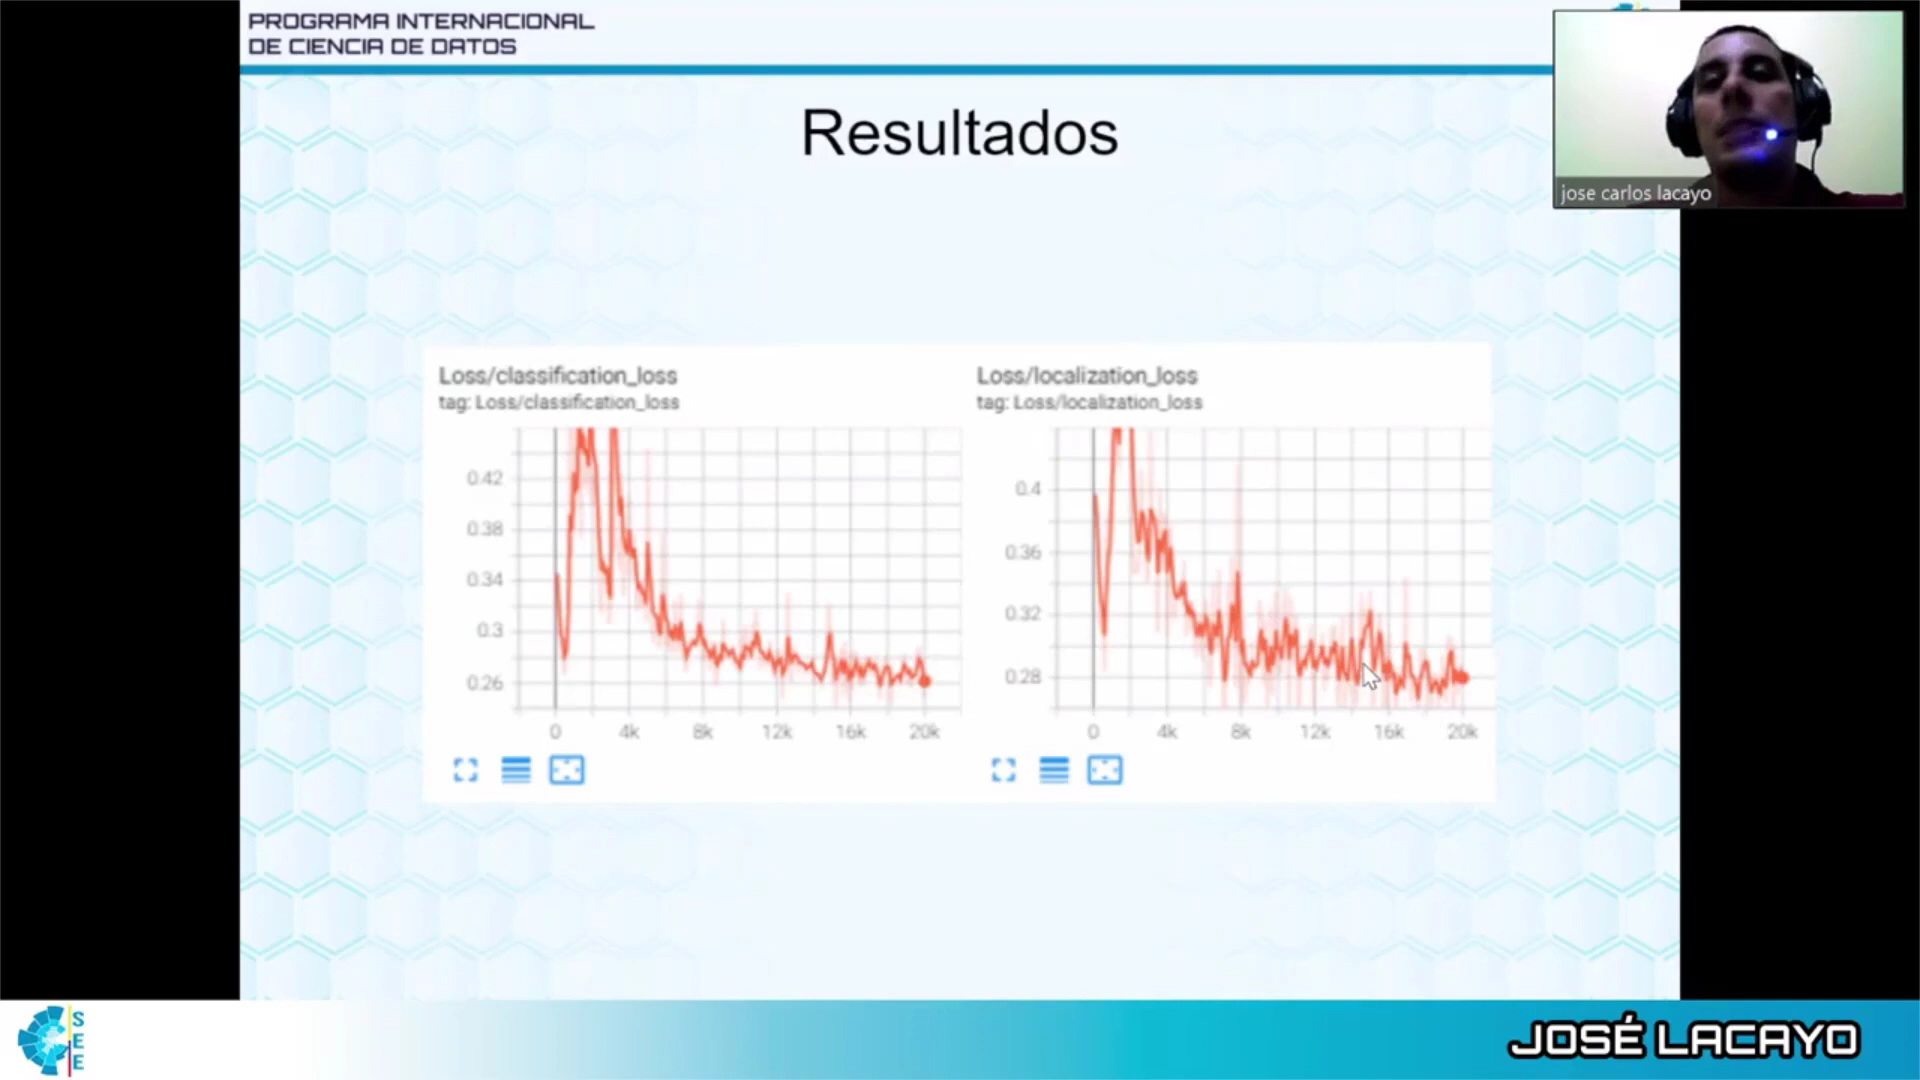 PROGRAMA INTERNACIONAL
DE CIENCIA DE DATOS
jose carlos lacayo
Resultados
Loss/classification_loss
tag: Loss/classification_loss
0.42
0.38
0.34
0.3
0.26
0 4k 8k 12k 16k 20k
Loss/localization_loss
tag: Loss/localization_loss
0.4
0.36
0.32
0.28
0 4k 8k 12k 16k 20k
S
E
E
JOSÉ LACAYO